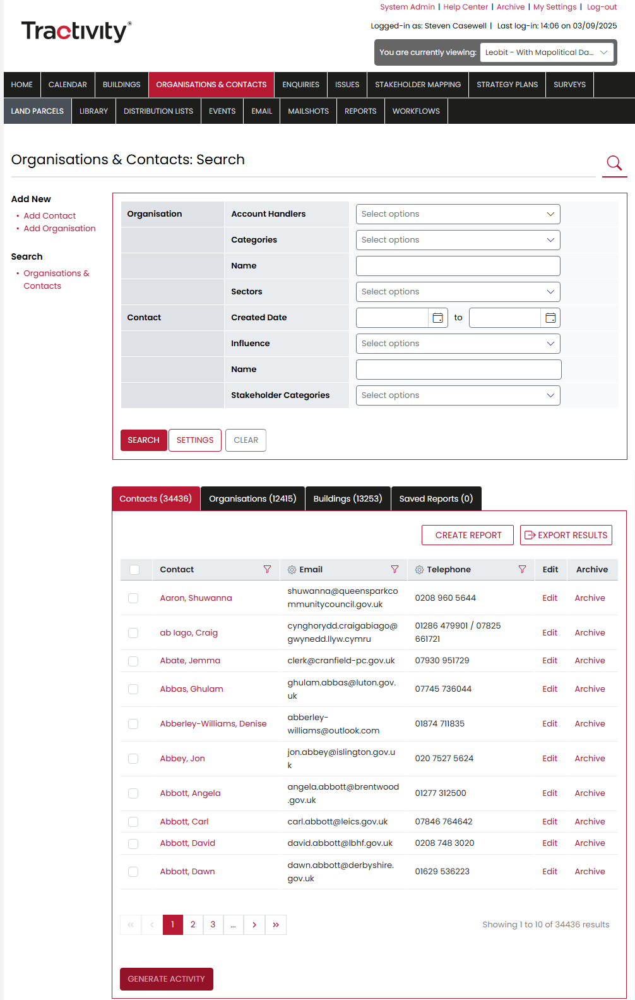 System Admin | Help Center | Archive | My Settings | Log-out
Tractivity®
Logged-in as: Steven Casewell | Last log-in: 14:06 on 03/09/2025
You are currently viewing: Leobit - With Mapolitical Da...
HOME CALENDAR BUILDINGS ORGANISATIONS & CONTACTS ENQUIRIES ISSUES STAKEHOLDER MAPPING STRATEGY PLANS SURVEYS
LAND PARCELS LIBRARY DISTRIBUTION LISTS EVENTS EMAIL MAILSHOTS REPORTS WORKFLOWS
Organisations & Contacts: Search
Add New
• Add Contact
• Add Organisation
Search
• Organisations &
Contacts
Organisation Account Handlers Select options
Categories Select options
Name
Sectors Select options
Contact Created Date to
Influence Select options
Name
Stakeholder Categories Select options
SEARCH SETTINGS CLEAR
Contacts (34436) Organisations (12415) Buildings (13253) Saved Reports (0)
CREATE REPORT EXPORT RESULTS
Contact Email Telephone Edit Archive
Aaron, Shuwanna shuwanna@queensparkco
mmunitycouncil.gov.uk 0208 960 5644 Edit Archive
ab Iago, Craig cynghorydd.craigabiago@
gwynedd.llyw.cymru 01286 479901 / 07825
661721 Edit Archive
Abate, Jemma clerk@cranfield-pc.gov.uk 07930 951729 Edit Archive
Abbas, Ghulam ghulam.abbas@luton.gov.
uk 07745 736044 Edit Archive
Abberley-Williams, Denise abberley-
williams@outlook.com 01874 711835 Edit Archive
Abbey, Jon jon.abbey@islington.gov.u
k 020 7527 5624 Edit Archive
Abbott, Angela angela.abbott@brentwood
.gov.uk 01277 312500 Edit Archive
Abbott, Carl carl.abbott@leics.gov.uk 07846 764642 Edit Archive
Abbott, David david.abbott@lbhf.gov.uk 0208 748 3020 Edit Archive
Abbott, Dawn dawn.abbott@derbyshire.
gov.uk 01629 536223 Edit Archive
« ‹ 1 2 3 ... › » Showing 1 to 10 of 34436 results
GENERATE ACTIVITY